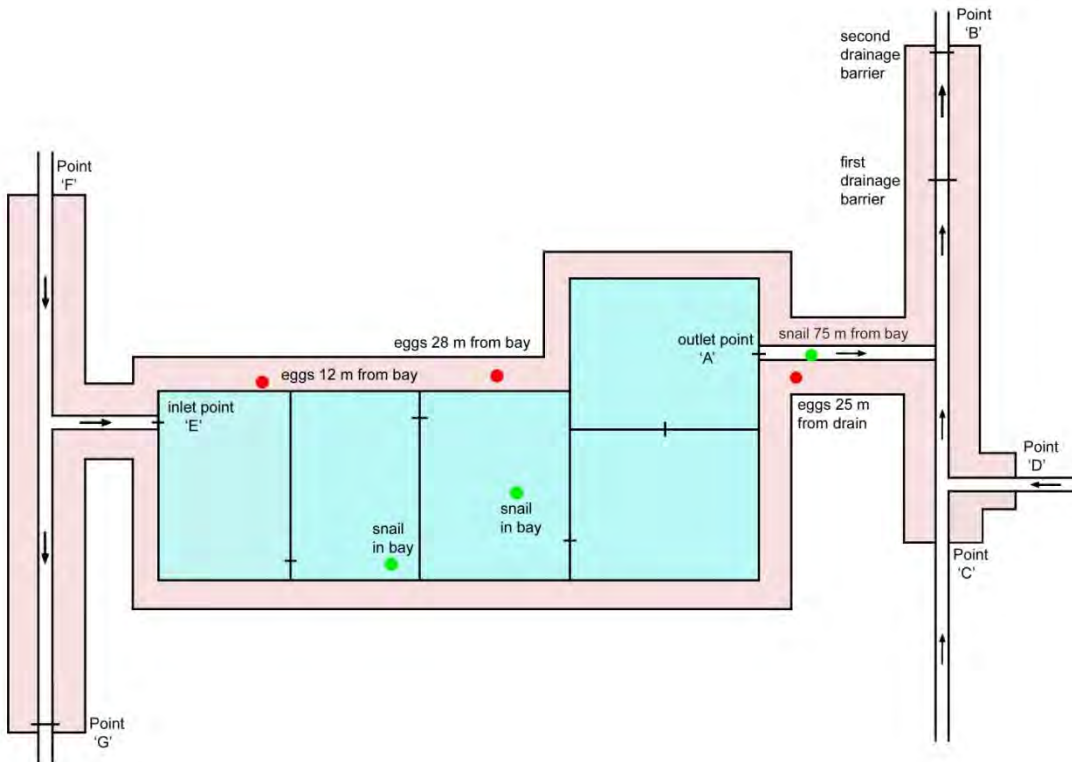 Point
'B'
second
drainage
barrier
first
drainage
barrier
Point
'F'
eggs 28 m from bay
outlet point
'A'
snail 75 m from bay
eggs 12 m from bay
inlet point
'E'
eggs 25 m
from drain
Point
'D'
snail
in bay
snail
in bay
Point
'C'
Point
'G'